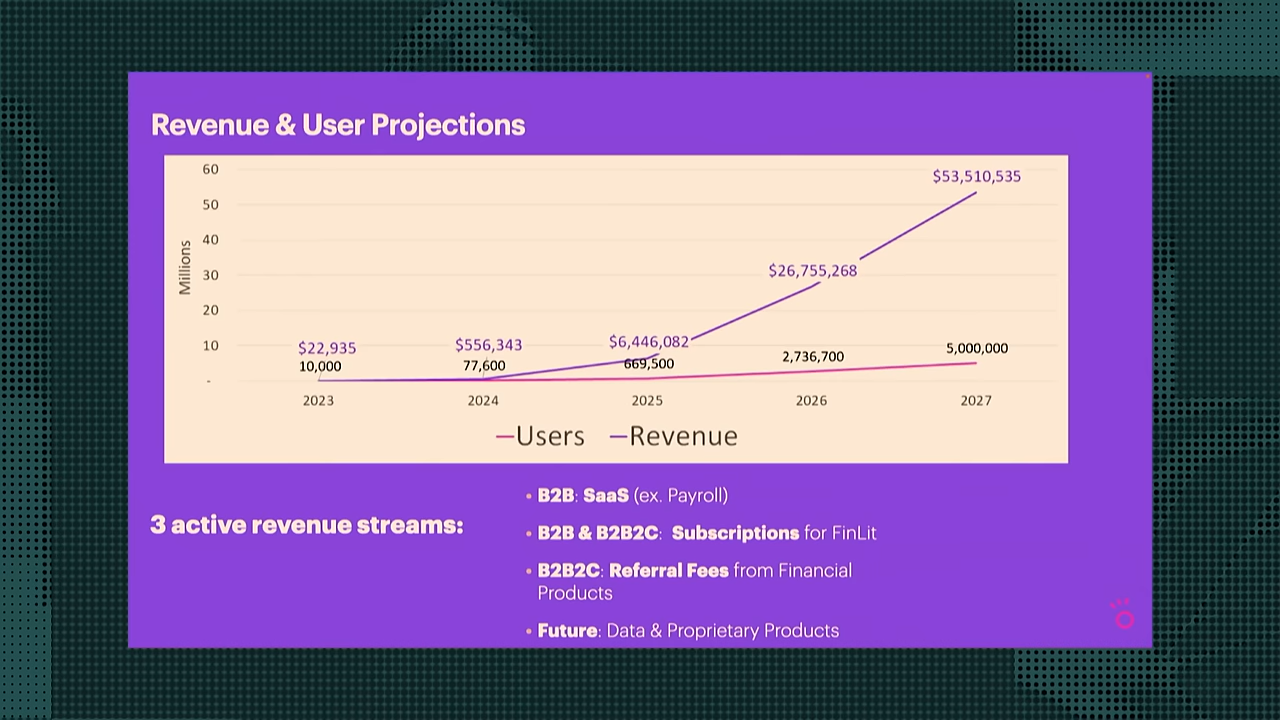 Revenue & User Projections
60
50
40
30
20
10
-
Millions
$22,935
$556,343
$6,446,082
$26,755,268
$53,510,535
10,000
77,600
669,500
2,736,700
5,000,000
2023 2024 2025 2026 2027
Users Revenue
3 active revenue streams:
• B2B: SaaS (ex. Payroll)
• B2B & B2B2C: Subscriptions for FinLit
• B2B2C: Referral Fees from Financial
Products
• Future: Data & Proprietary Products